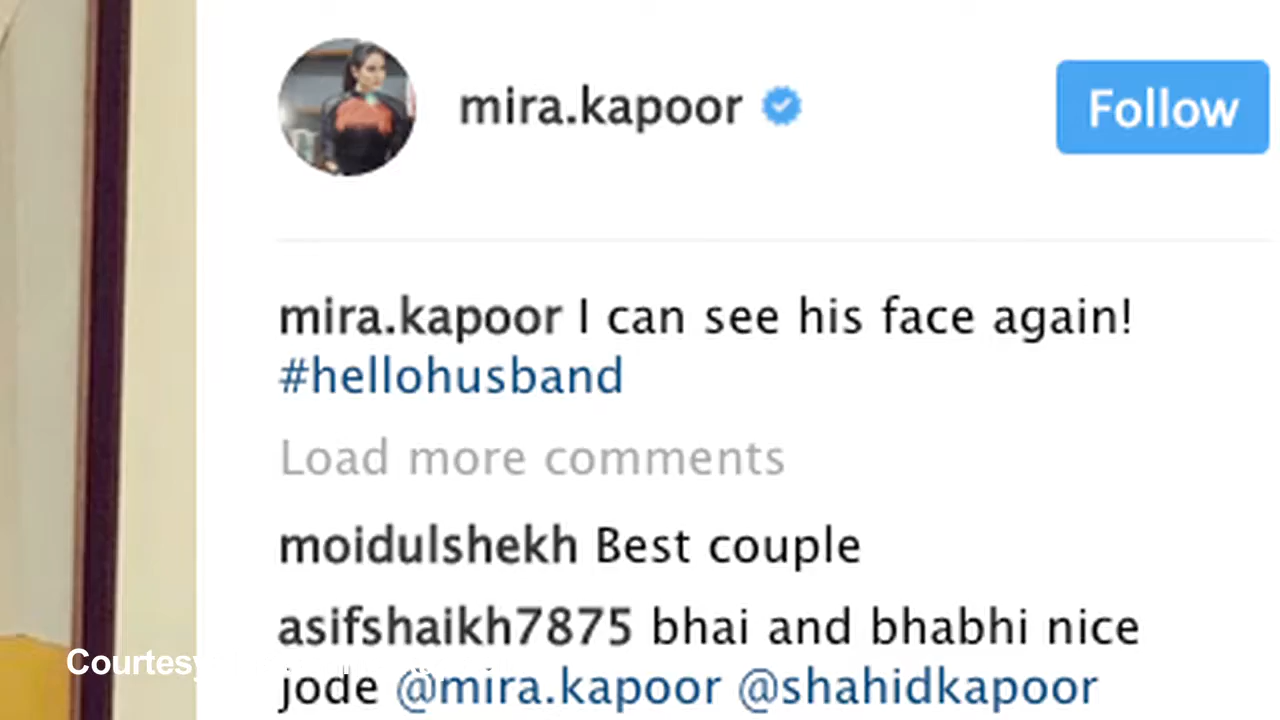 mira.kapoor
Follow
mira.kapoor I can see his face again!
#hellohusband
Load more comments
moidulshekh Best couple
asifshaikh7875 bhai and bhabhi nice
jode @mira.kapoor @shahidkapoor
Courtesy